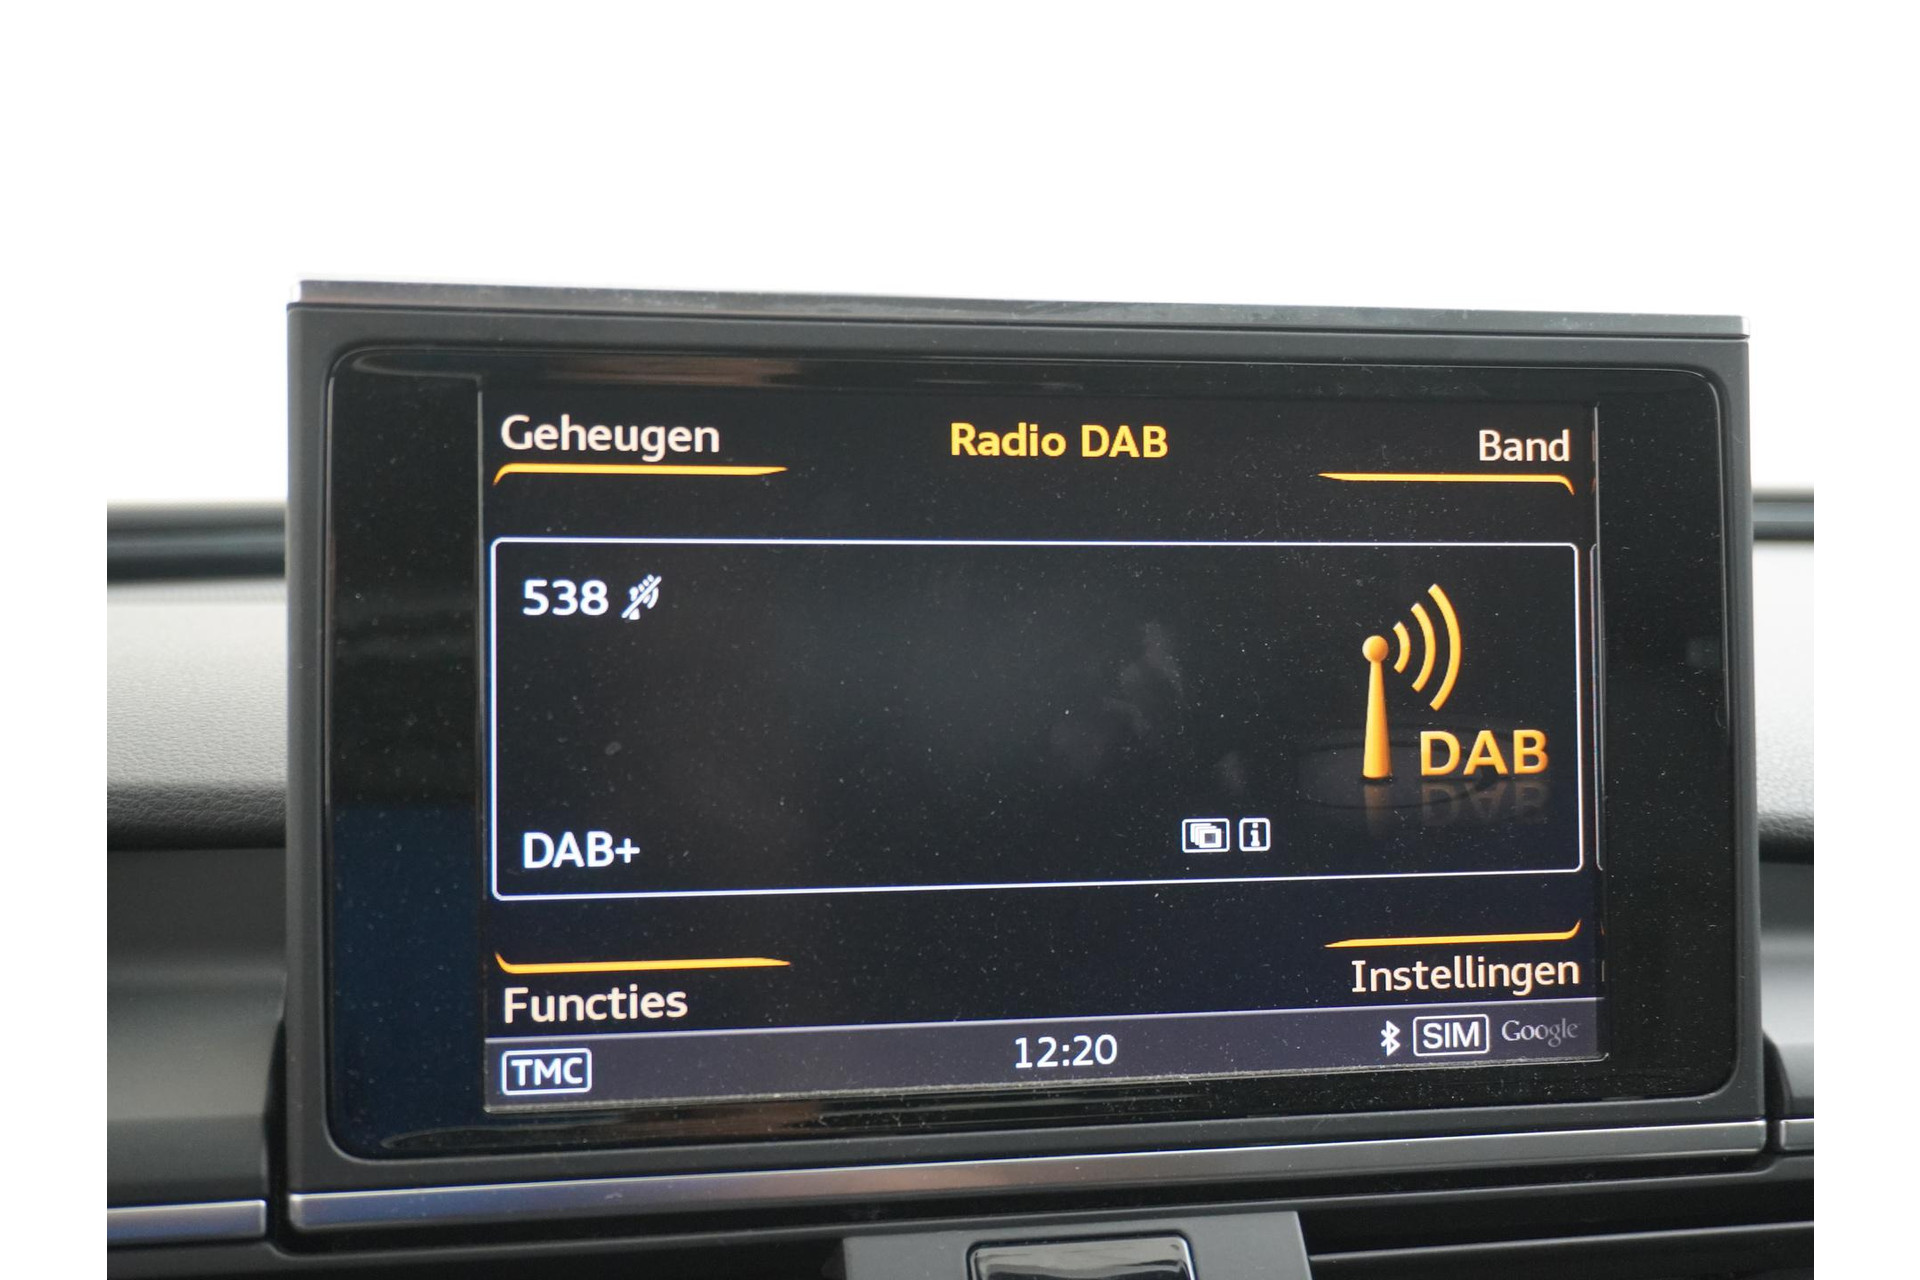 Geheugen
Radio DAB
Band
538
DAB
DAB+
Functies
Instellingen
TMC
12:20
SIM
Google